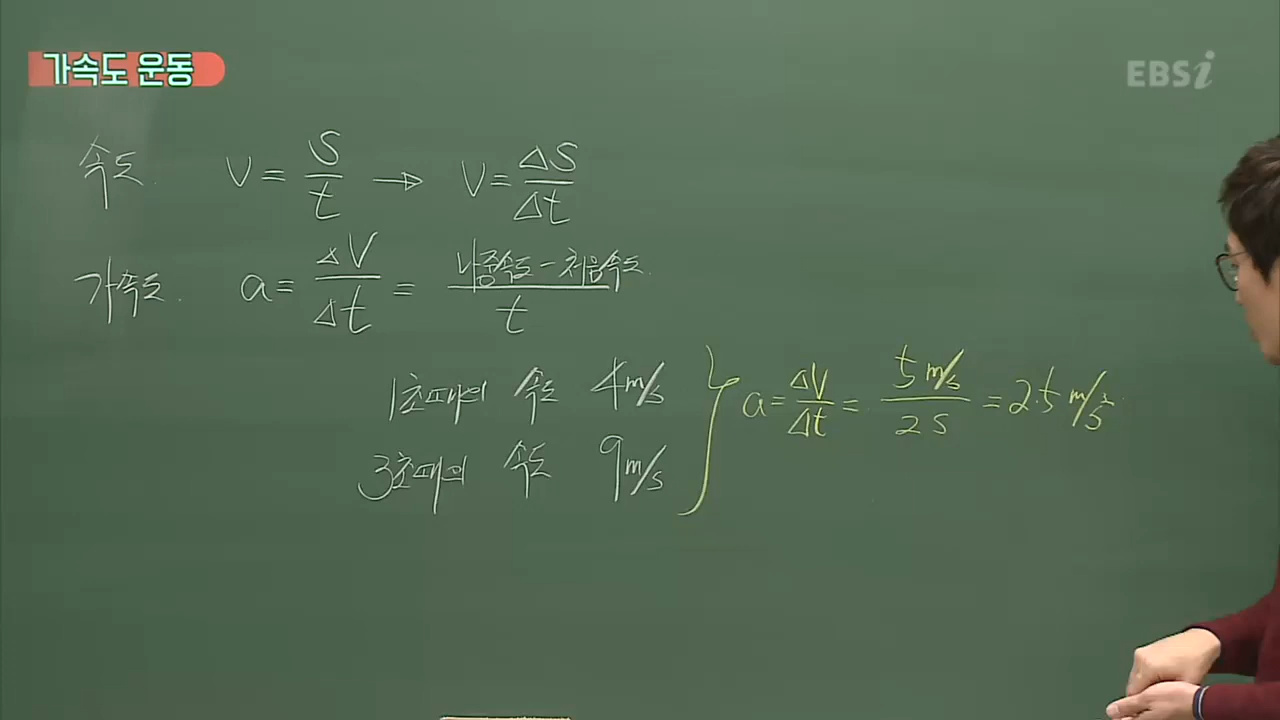 가속도 운동
EBSi
속도. V = S/t → V = ΔS/Δt
가속도. a = ΔV/Δt = 나중속도 - 처음속도/t
1초때의 속도 4m/s
3초때의 속도 9m/s
a = ΔV/Δt = 5m/s/2s = 2.5m/s²